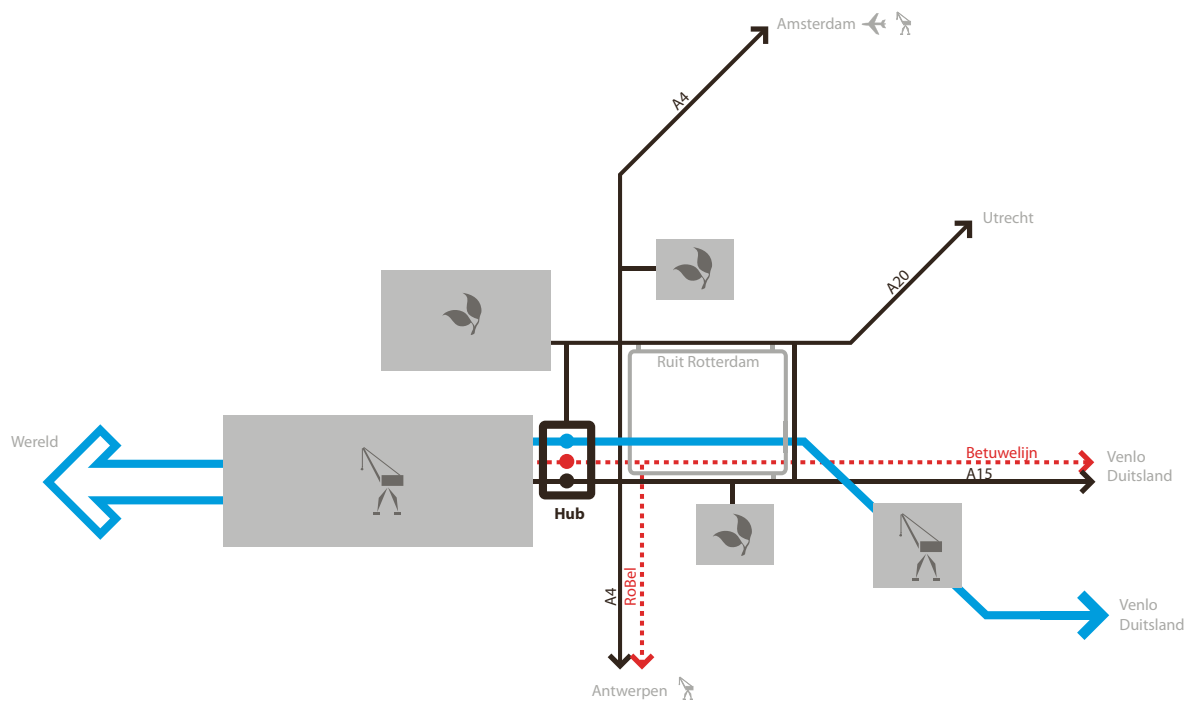 Amsterdam
A4
Utrecht
A20
Ruit Rotterdam
Wereld
Betuwelijn
A15
Venlo
Duitsland
Hub
A4
RoBel
Venlo
Duitsland
Antwerpen